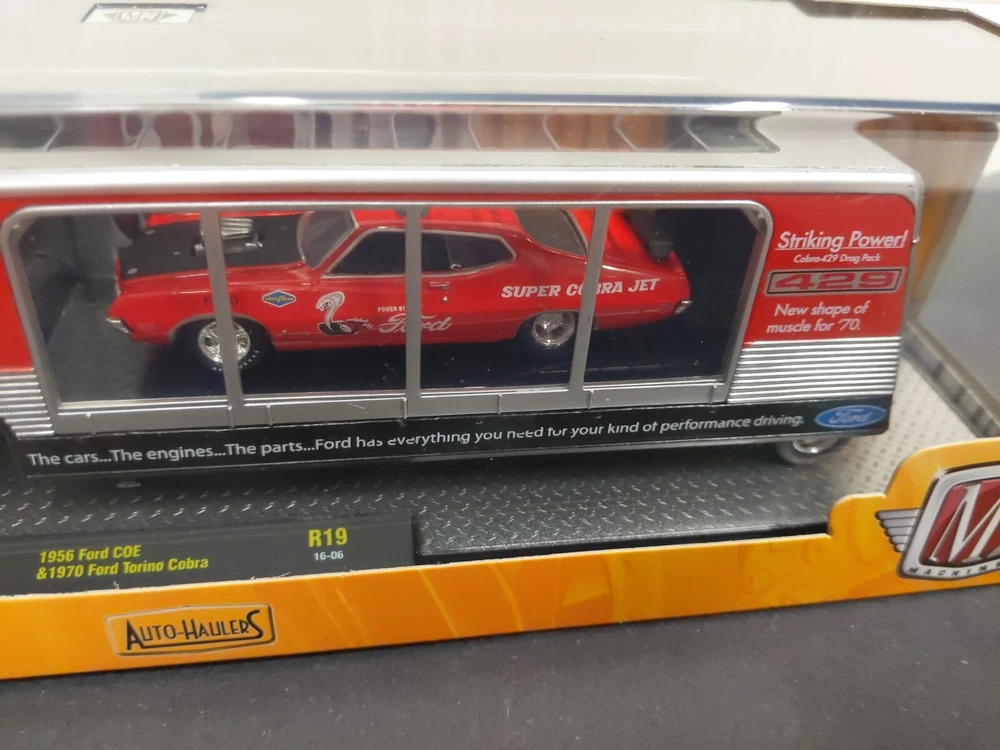 Striking Power!
Cobra-429 Drag Pack
429
New shape of
muscle for '70.
POWER BY
Ford
SUPER COBRA JET
The cars...The engines...The parts...Ford has everything you need for your kind of performance driving.
Ford
1956 Ford COE
&1970 Ford Torino Cobra
R19
16-06
AUTO-HAULERS